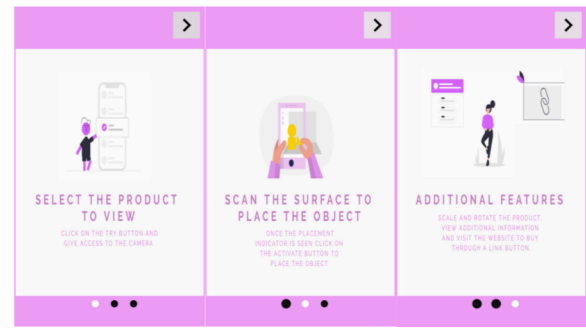 SELECT THE PRODUCT
TO VIEW
CLICK ON THE TRY BUTTON AND
GIVE ACCESS TO THE CAMERA
SCAN THE SURFACE TO
PLACE THE OBJECT
ONCE THE PLACEMENT
INDICATOR IS SEEN CLICK ON
THE ACTIVATE BUTTON TO
PLACE THE OBJECT
ADDITIONAL FEATURES
SCALE AND ROTATE THE PRODUCT,
VIEW ADDITIONAL INFORMATION
AND VISIT THE WEBSITE TO BUY
THROUGH A LINK BUTTON